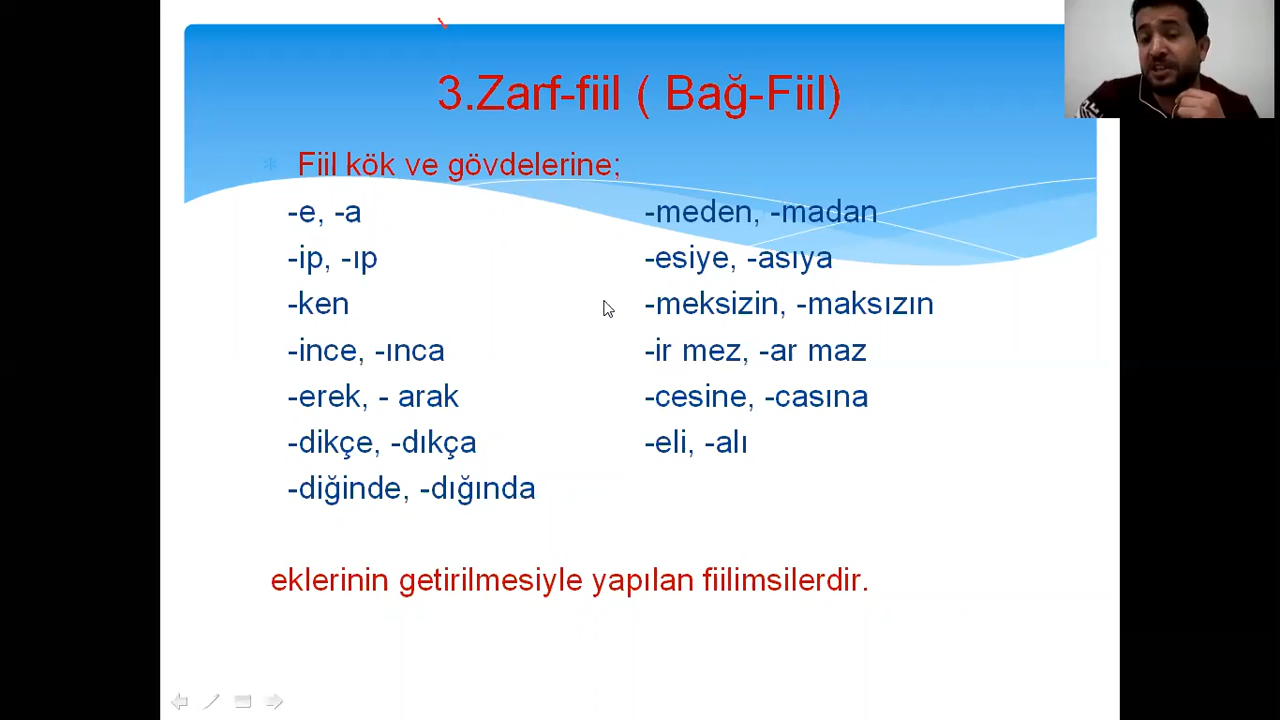 3.Zarf-fiil ( Bağ-Fiil)
* Fiil kök ve gövdelerine;
-e, -a
-ip, -ıp
-ken
-ince, -ınca
-erek, - arak
-dikçe, -dıkça
-diğinde, -dığında
-meden, -madan
-esiye, -asıya
-meksizin, -maksızın
-ir mez, -ar maz
-cesine, -casına
-eli, -alı
eklerinin getirilmesiyle yapılan fiilimsilerdir.